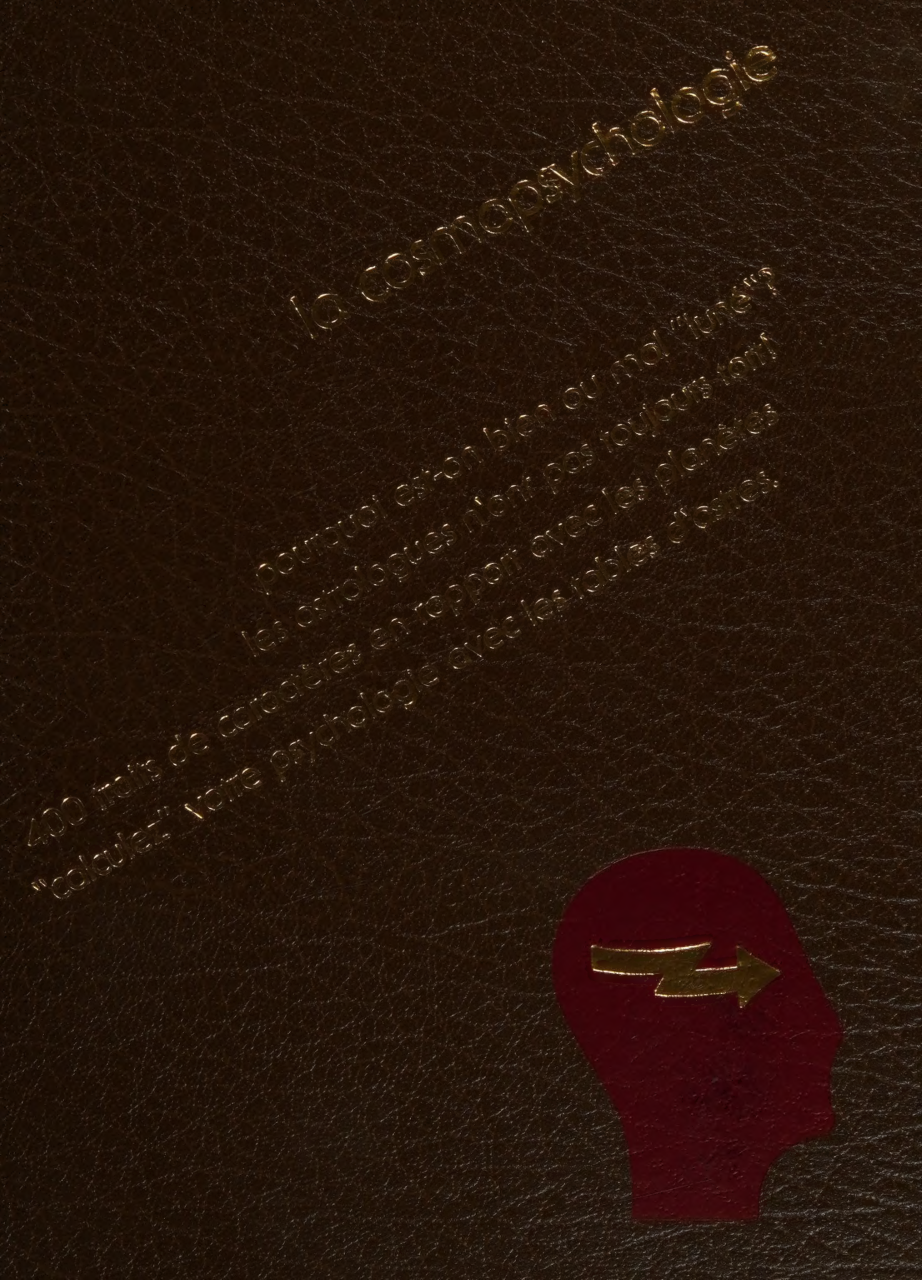 la cosmopsychologie
pourquoi est-on bien ou mal "luné"?
les astrologues n'ont pas toujours tort!
400 traits de caractères en rapport avec les planètes
"calculez" votre psychologie avec les tables d'astres.